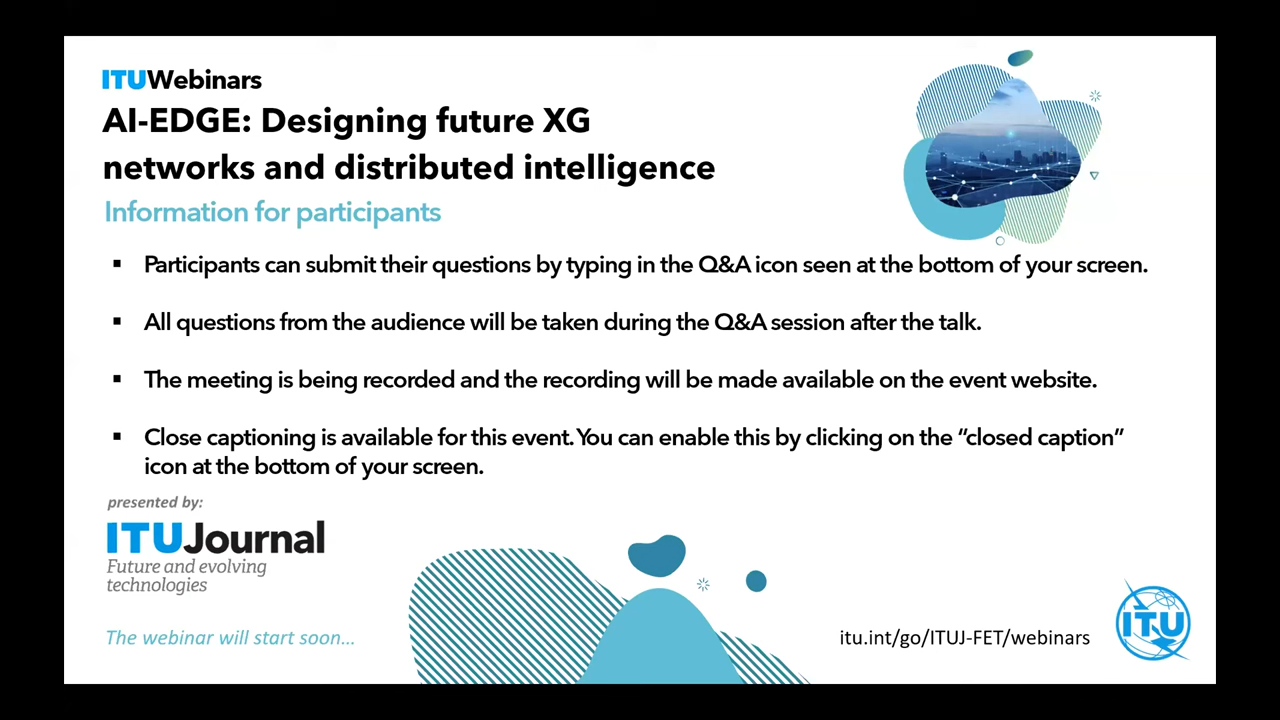 ITUWebinars
AI-EDGE: Designing future XG
networks and distributed intelligence
Information for participants
▪ Participants can submit their questions by typing in the Q&A icon seen at the bottom of your screen.
▪ All questions from the audience will be taken during the Q&A session after the talk.
▪ The meeting is being recorded and the recording will be made available on the event website.
▪ Close captioning is available for this event. You can enable this by clicking on the “closed caption”
icon at the bottom of your screen.
presented by:
ITUJournal
Future and evolving
technologies
The webinar will start soon...
itu.int/go/ITUJ-FET/webinars
ITU